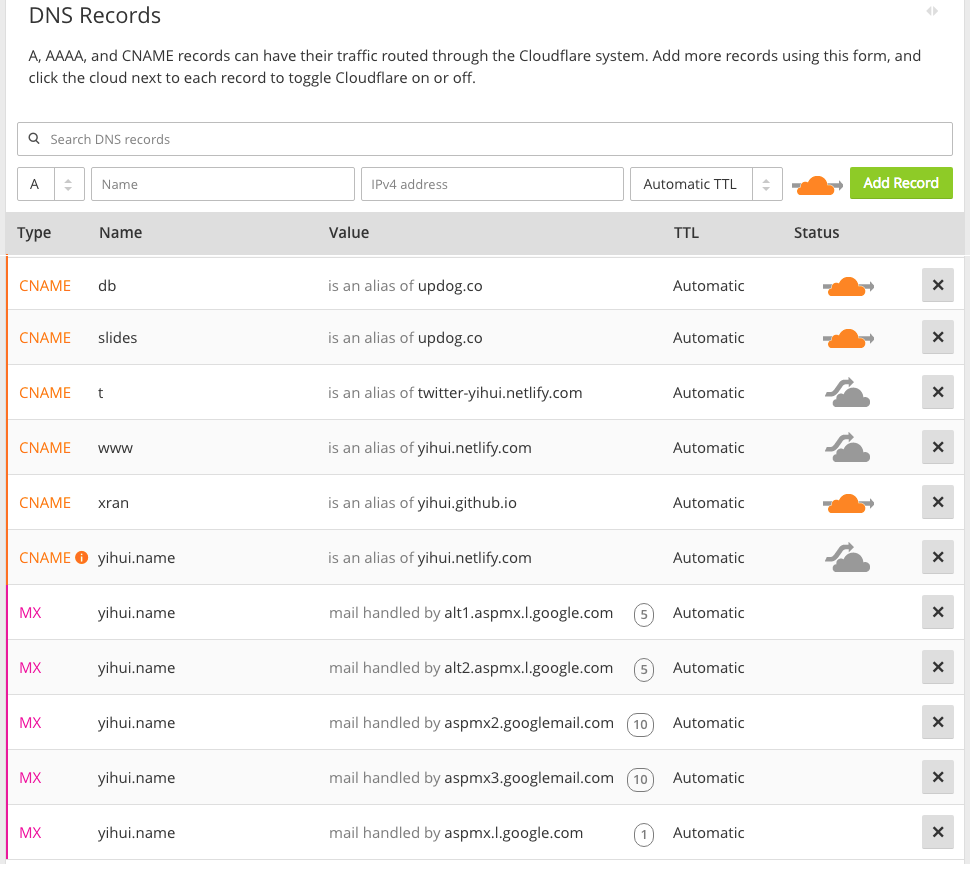 DNS Records
A, AAAA, and CNAME records can have their traffic routed through the Cloudflare system. Add more records using this form, and
click the cloud next to each record to toggle Cloudflare on or off.
Search DNS records
A Name IPv4 address Automatic TTL Add Record
Type Name Value TTL Status
CNAME db is an alias of updog.co Automatic
CNAME slides is an alias of updog.co Automatic
CNAME t is an alias of twitter-yihui.netlify.com Automatic
CNAME www is an alias of yihui.netlify.com Automatic
CNAME xran is an alias of yihui.github.io Automatic
CNAME yihui.name is an alias of yihui.netlify.com Automatic
MX yihui.name mail handled by alt1.aspmx.l.google.com 5 Automatic
MX yihui.name mail handled by alt2.aspmx.l.google.com 5 Automatic
MX yihui.name mail handled by aspmx2.googlemail.com 10 Automatic
MX yihui.name mail handled by aspmx3.googlemail.com 10 Automatic
MX yihui.name mail handled by aspmx.l.google.com 1 Automatic